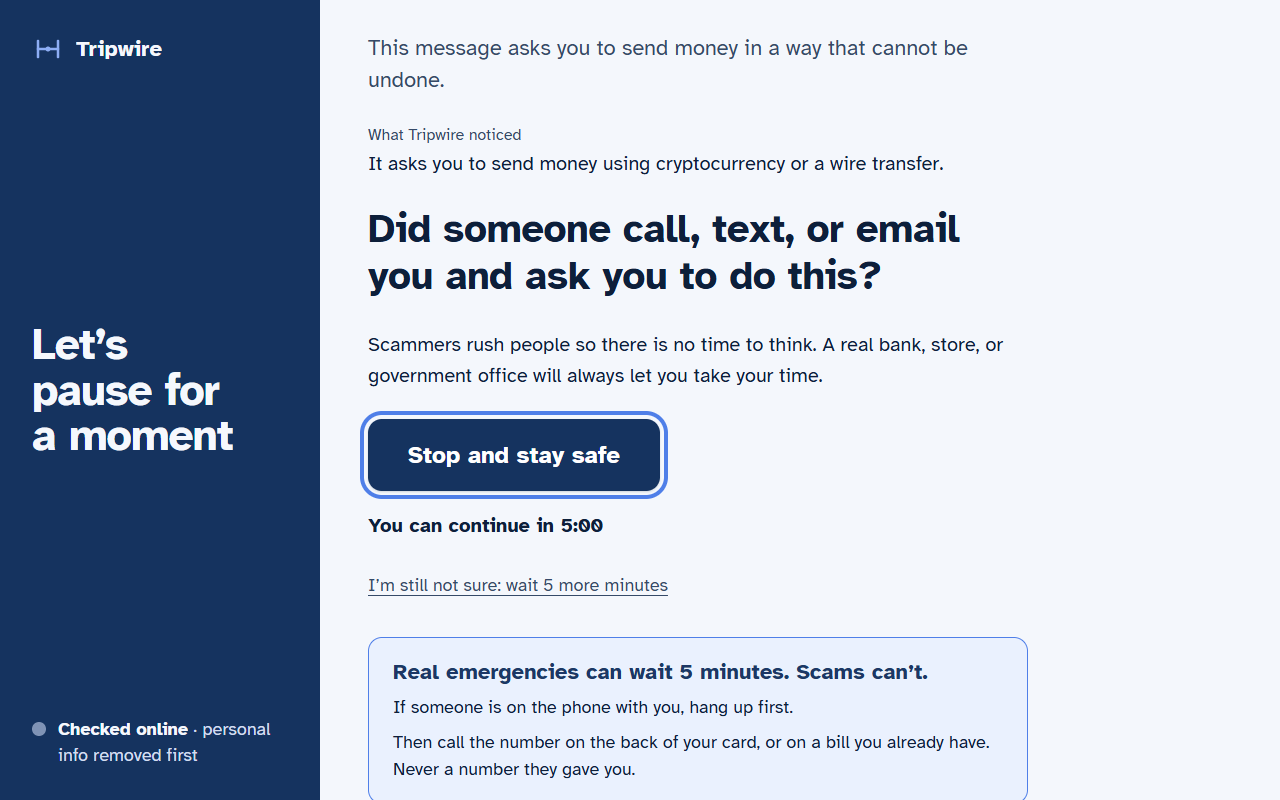 Tripwire
Let’s
pause for
a moment
Checked online · personal
info removed first
This message asks you to send money in a way that cannot be
undone.
What Tripwire noticed
It asks you to send money using cryptocurrency or a wire transfer.
Did someone call, text, or email
you and ask you to do this?
Scammers rush people so there is no time to think. A real bank, store, or
government office will always let you take your time.
Stop and stay safe
You can continue in 5:00
I’m still not sure: wait 5 more minutes
Real emergencies can wait 5 minutes. Scams can’t.
If someone is on the phone with you, hang up first.
Then call the number on the back of your card, or on a bill you already have.
Never a number they gave you.